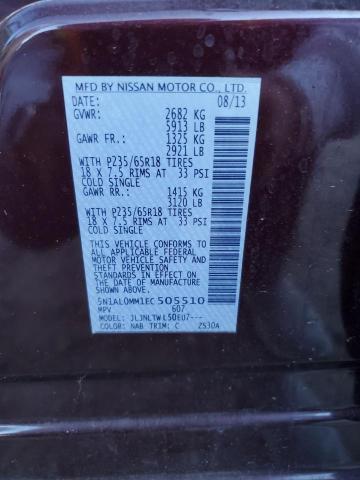 MFD BY NISSAN MOTOR CO., LTD.
DATE: 08/13
GVWR: 2682 KG
5913 LB
GAWR FR.: 1325 KG
2921 LB
WITH P235/65R18 TIRES
18 X 7.5 RIMS AT 33 PSI
COLD SINGLE
GAWR RR.: 1415 KG
3120 LB
WITH P235/65R18 TIRES
18 X 7.5 RIMS AT 33 PSI
COLD SINGLE
THIS VEHICLE CONFORMS
TO ALL APPLICABLE FEDERAL
MOTOR VEHICLE SAFETY
AND THEFT PREVENTION
STANDARDS IN EFFECT ON
THE DATE OF MANUFACTURE
SHOWN ABOVE.
5N1AL0MM1EC505510
MPV 607
MODEL: JLJNLTWL50EU7---
COLOR: NAB TRIM: C ZS30A